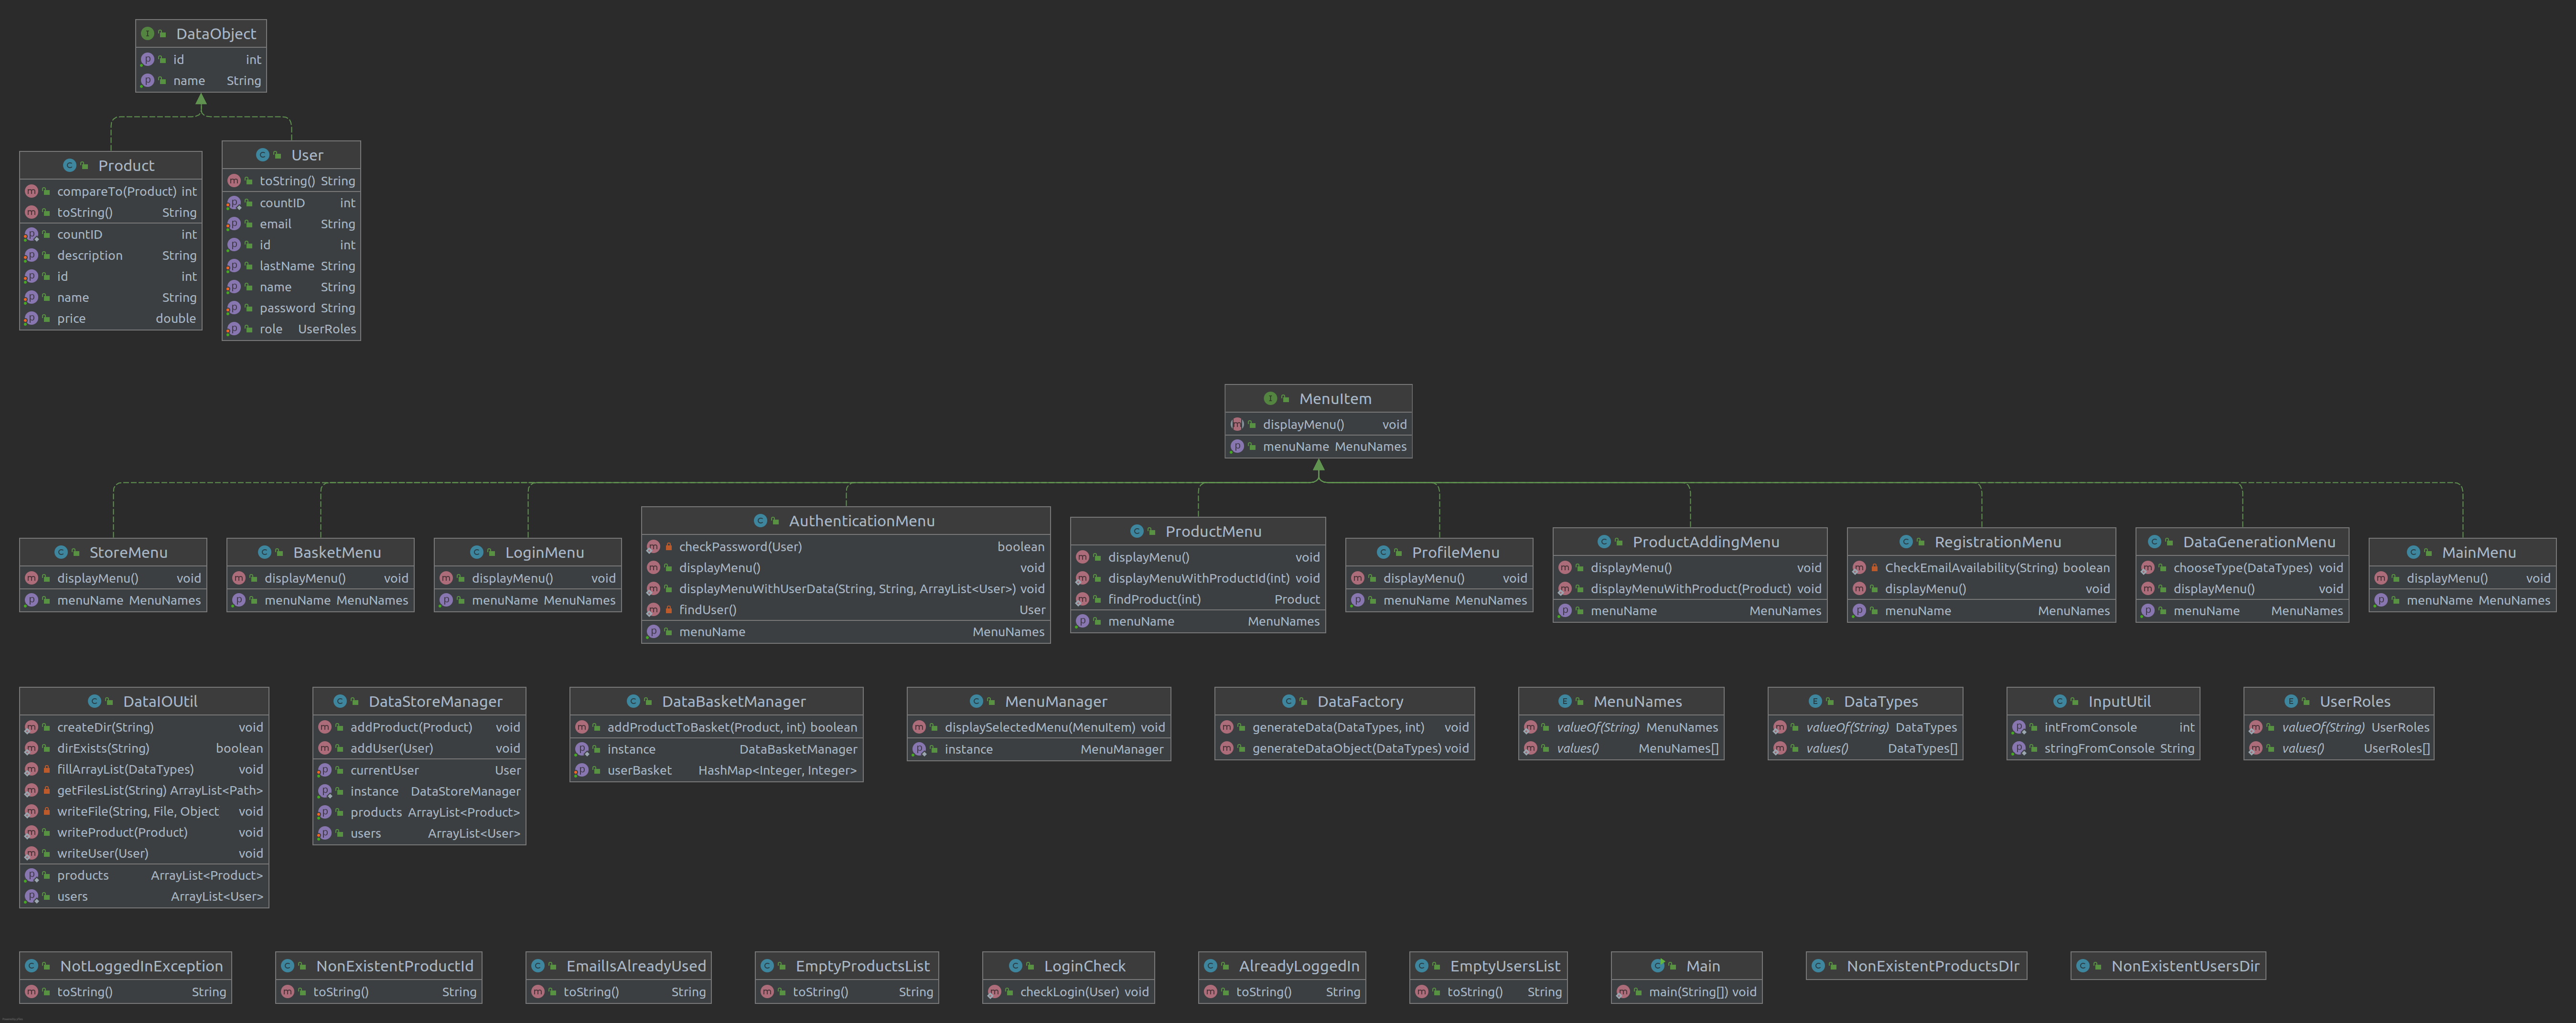 DataObject
id int
name String
Product
compareTo(Product) int
toString() String
countID int
description String
id int
name String
price double
User
toString() String
countID int
email String
id int
lastName String
name String
password String
role UserRoles
MenuItem
displayMenu() void
menuName MenuNames
StoreMenu
displayMenu() void
menuName MenuNames
BasketMenu
displayMenu() void
menuName MenuNames
LoginMenu
displayMenu() void
menuName MenuNames
AuthenticationMenu
checkPassword(User) boolean
displayMenu() void
displayMenuWithUserData(String, String, ArrayList<User>) void
findUser() User
menuName MenuNames
ProductMenu
displayMenu() void
displayMenuWithProductId(int) void
findProduct(int) Product
menuName MenuNames
ProfileMenu
displayMenu() void
menuName MenuNames
ProductAddingMenu
displayMenu() void
displayMenuWithProduct(Product) void
menuName MenuNames
RegistrationMenu
CheckEmailAvailability(String) boolean
displayMenu() void
menuName MenuNames
DataGenerationMenu
chooseType(DataTypes) void
displayMenu() void
menuName MenuNames
MainMenu
displayMenu() void
menuName MenuNames
DataIOUtil
createDir(String) void
dirExists(String) boolean
fillArrayList(DataTypes) void
getFilesList(String) ArrayList<Path>
writeFile(String, File, Object void
writeProduct(Product) void
writeUser(User) void
products ArrayList<Product>
users ArrayList<User>
DataStoreManager
addProduct(Product) void
addUser(User) void
currentUser User
instance DataStoreManager
products ArrayList<Product>
users ArrayList<User>
DataBasketManager
addProductToBasket(Product, int) boolean
instance DataBasketManager
userBasket HashMap<Integer, Integer>
MenuManager
displaySelectedMenu(MenuItem) void
instance MenuManager
DataFactory
generateData(DataTypes, int) void
generateDataObject(DataTypes) void
MenuNames
valueOf(String) MenuNames
values() MenuNames[]
DataTypes
valueOf(String) DataTypes
values() DataTypes[]
InputUtil
intFromConsole int
stringFromConsole String
UserRoles
valueOf(String) UserRoles
values() UserRoles[]
NotLoggedInException
toString() String
NonExistentProductId
toString() String
EmailIsAlreadyUsed
toString() String
EmptyProductsList
toString() String
LoginCheck
checkLogin(User) void
AlreadyLoggedIn
toString() String
EmptyUsersList
toString() String
Main
main(String[]) void
NonExistentProductsDIr
NonExistentUsersDir